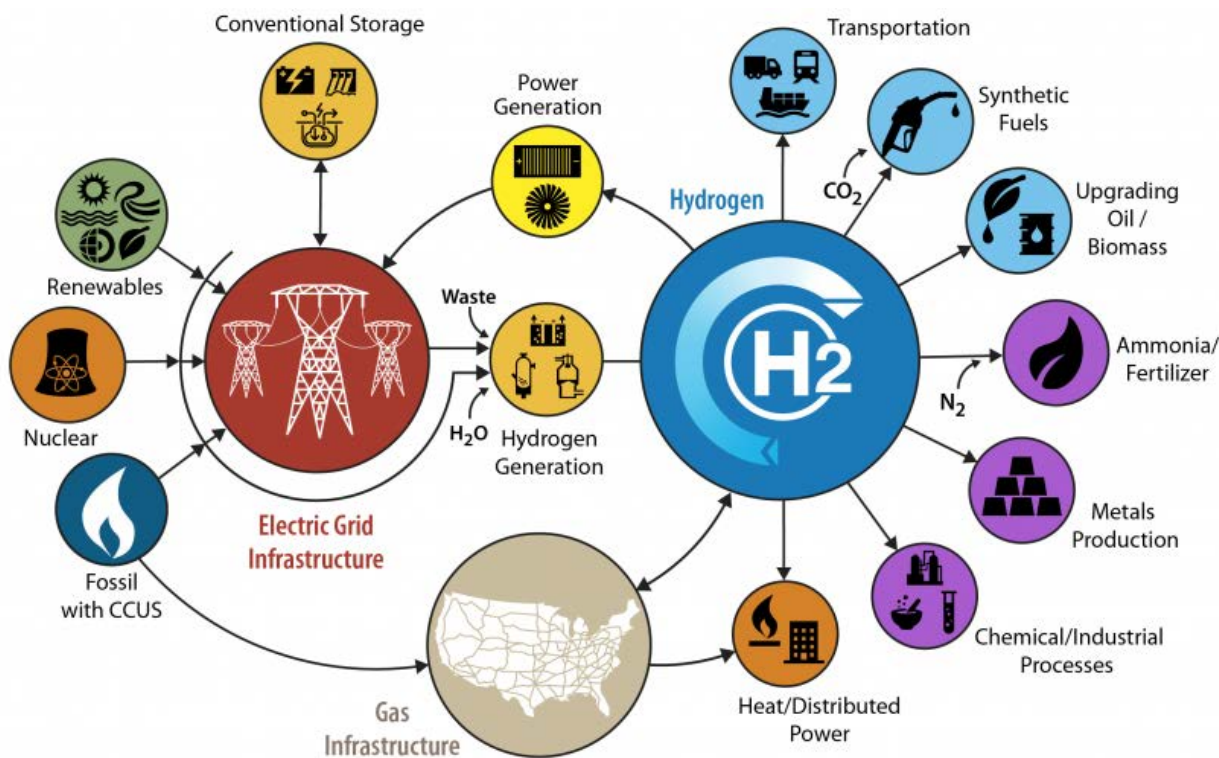 Conventional Storage
Transportation
Power
Generation
Synthetic
Fuels
CO₂
Hydrogen
Upgrading
Oil /
Biomass
Renewables
Waste
H2
Ammonia/
Fertilizer
N₂
Nuclear
H₂O
Hydrogen
Generation
Electric Grid
Infrastructure
Metals
Production
Fossil
with CCUS
Chemical/Industrial
Processes
Gas
Infrastructure
Heat/Distributed
Power